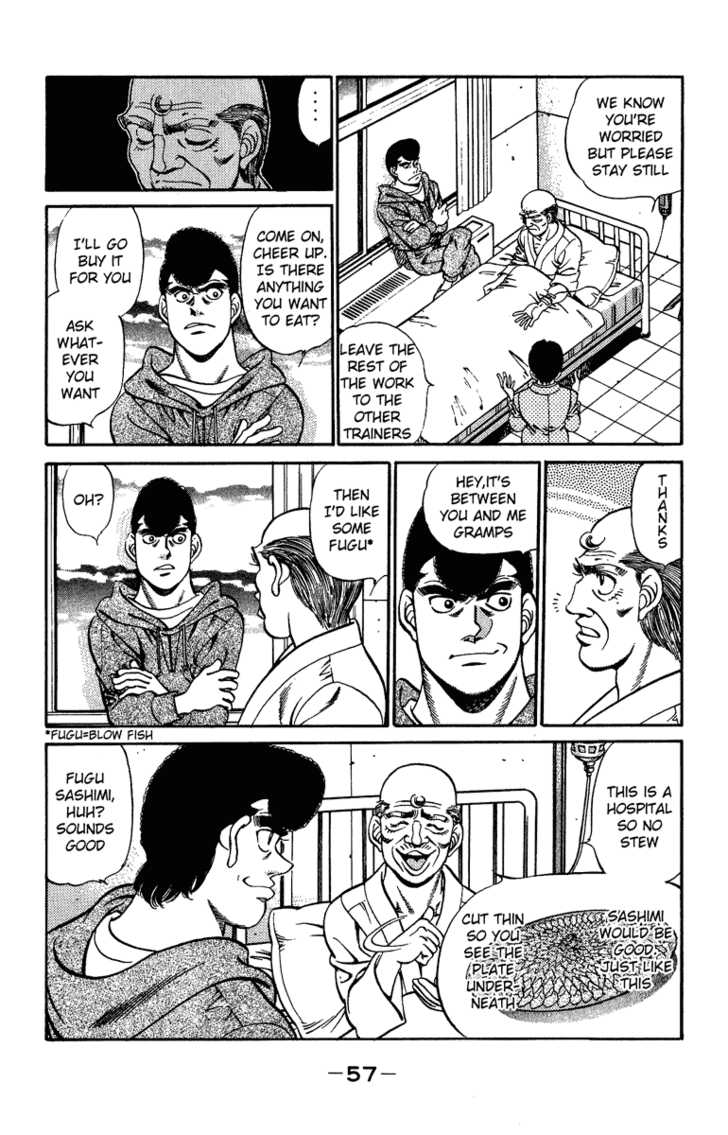 WE KNOW
YOU'RE
WORRIED
BUT PLEASE
STAY STILL
LEAVE THE
REST OF
THE WORK
TO THE
OTHER
TRAINERS
...
COME ON,
CHEER UP.
IS THERE
ANYTHING
YOU WANT
TO EAT?
I'LL GO
BUY IT
FOR YOU
ASK
WHAT-
EVER
YOU
WANT
THANKS
HEY,IT'S
BETWEEN
YOU AND ME
GRAMPS
THEN
I'D LIKE
SOME
FUGU*
OH?
*FUGU=BLOW FISH
THIS IS A
HOSPITAL
SO NO
STEW
SASHIMI
WOULD BE
GOOD,
JUST LIKE
THIS
CUT THIN
SO YOU
SEE THE
PLATE
UNDER-
NEATH
FUGU
SASHIMI,
HUH?
SOUNDS
GOOD
-57-